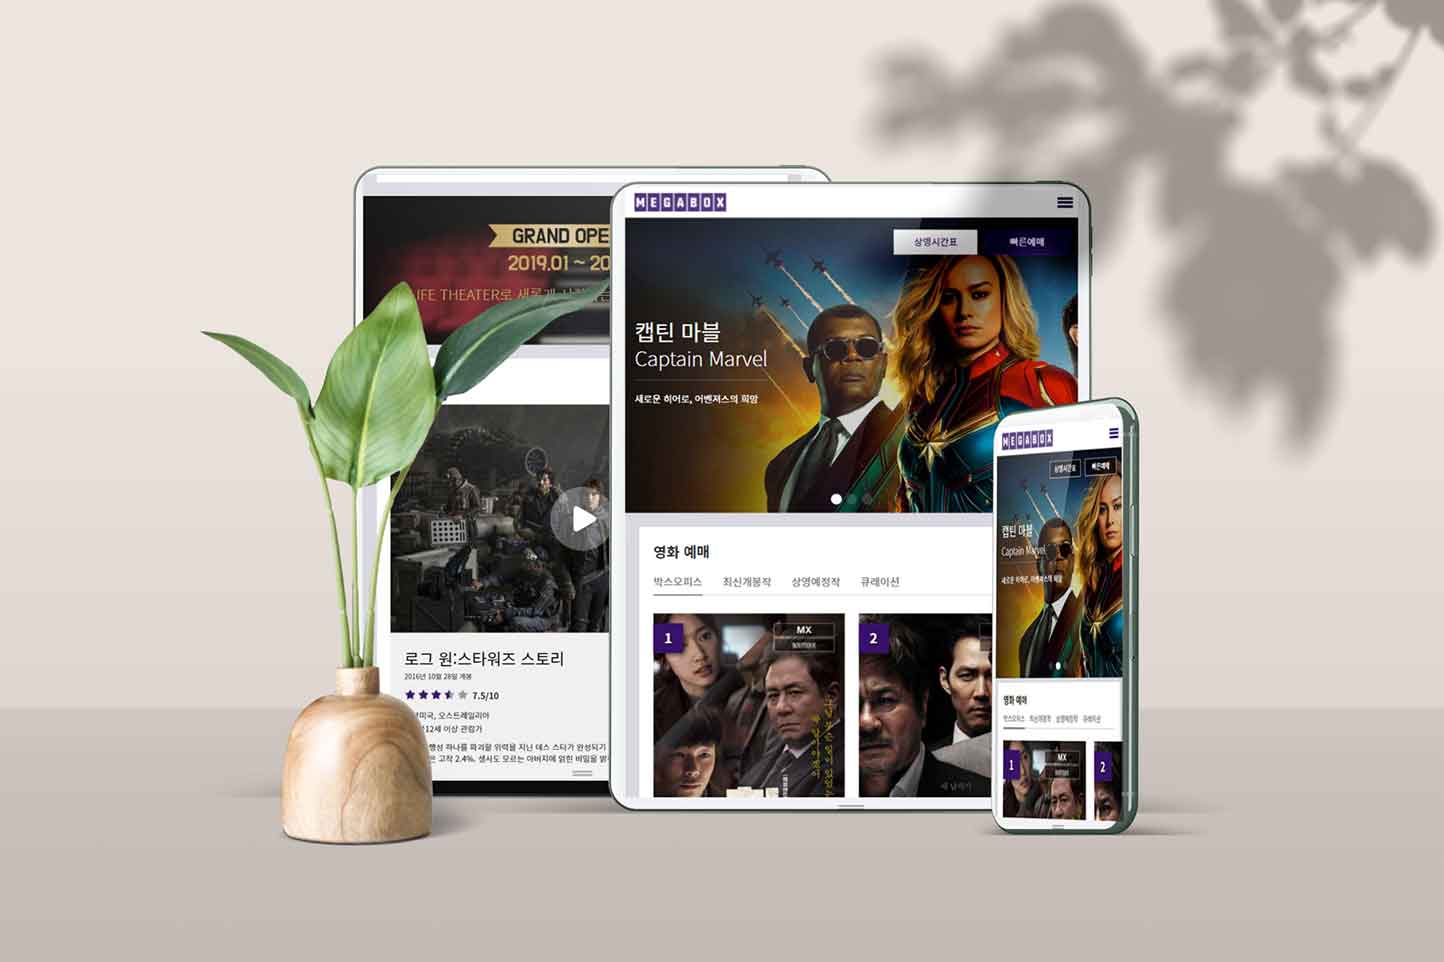 GRAND OPE
2019.01 ~ 20
IFE THEATER로 새롭게
로그 원:스타워즈 스토리
2016년 10월 28일 개봉
7.5/10
미국, 오스트레일리아
12세 이상 관람가
행성 하나를 파괴할 위력을 지닌 데스 스타가 완성되기
은 고작 2.4%. 생사도 모르는 아버지에 얽힌 비밀을 밝
MEGABOX
상영시간표
빠른예매
캡틴 마블
Captain Marvel
새로운 히어로, 어벤져스의 희망
영화 예매
박스오피스 최신개봉작 상영예정작 큐레이션
1
MX
BOUTIQUE
2
MEGABOX
상영시간표
빠른예매
캡틴 마블
Captain Marvel
새로운 히어로, 어벤져스의 희망
영화 예매
박스오피스 최신개봉작 상영예정작 큐레이션
1
MX
BOUTIQUE
2